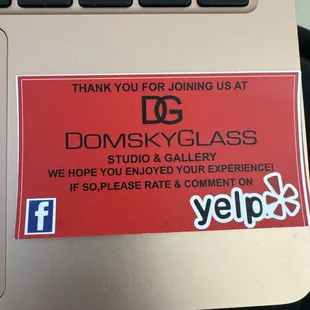 THANK YOU FOR JOINING US AT
DG
DOMSKYGLASS
STUDIO & GALLERY
WE HOPE YOU ENJOYED YOUR EXPERIENCE!
IF SO,PLEASE RATE & COMMENT ON
f
yelp